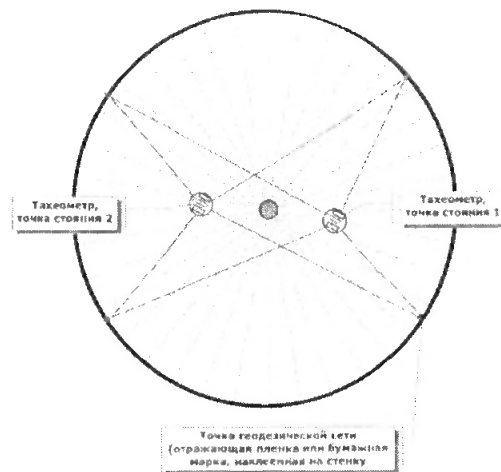 Тахеометр,
точка стояния 2
Тахеометр,
точка стояния 1
Точка геодезической сети
(отражающая пленка или бумажная
марка, наклеенная на стенку